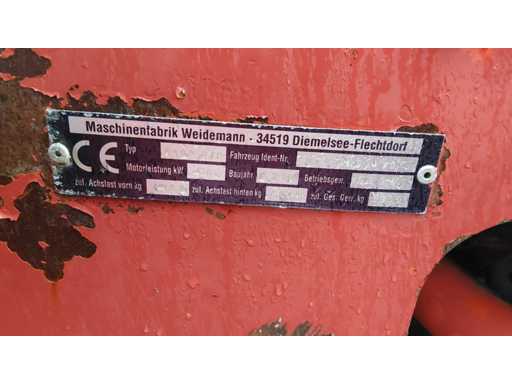 Maschinenfabrik Weidemann - 34519 Diemelsee-Flechtdorf
CE Typ Fahrzeug Ident-Nr.
Motorleistung kW Baujahr Betriebsgew.
zul. Achslast vorn kg zul. Achslast hinten kg zul. Ges. Gew. kg